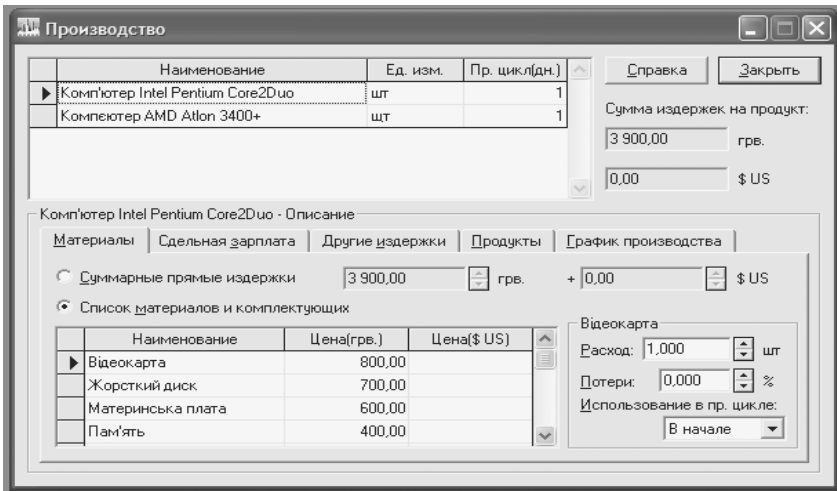 Производство
Наименование Ед. изм. Пр. цикл(дн.)
Комп'ютер Intel Pentium Core2Duo шт 1
Компєютер AMD Atlon 3400+ щт 1
Справка Закрыть
Сумма издержек на продукт:
3 900,00 грв.
0,00 $ US
Комп'ютер Intel Pentium Core2Duo - Описание
Материалы Сдельная зарплата Другие издержки Продукты График производства
Суммарные прямые издержки 3 900,00 грв. + 0,00 $ US
Список материалов и комплектующих
Наименование Цена(грв.) Цена($ US)
Відеокарта 800,00
Жорсткий диск 700,00
Материнська плата 600,00
Пам'ять 400,00
Відеокарта
Расход: 1,000 шт
Потери: 0,000 %
Использование в пр. цикле:
В начале